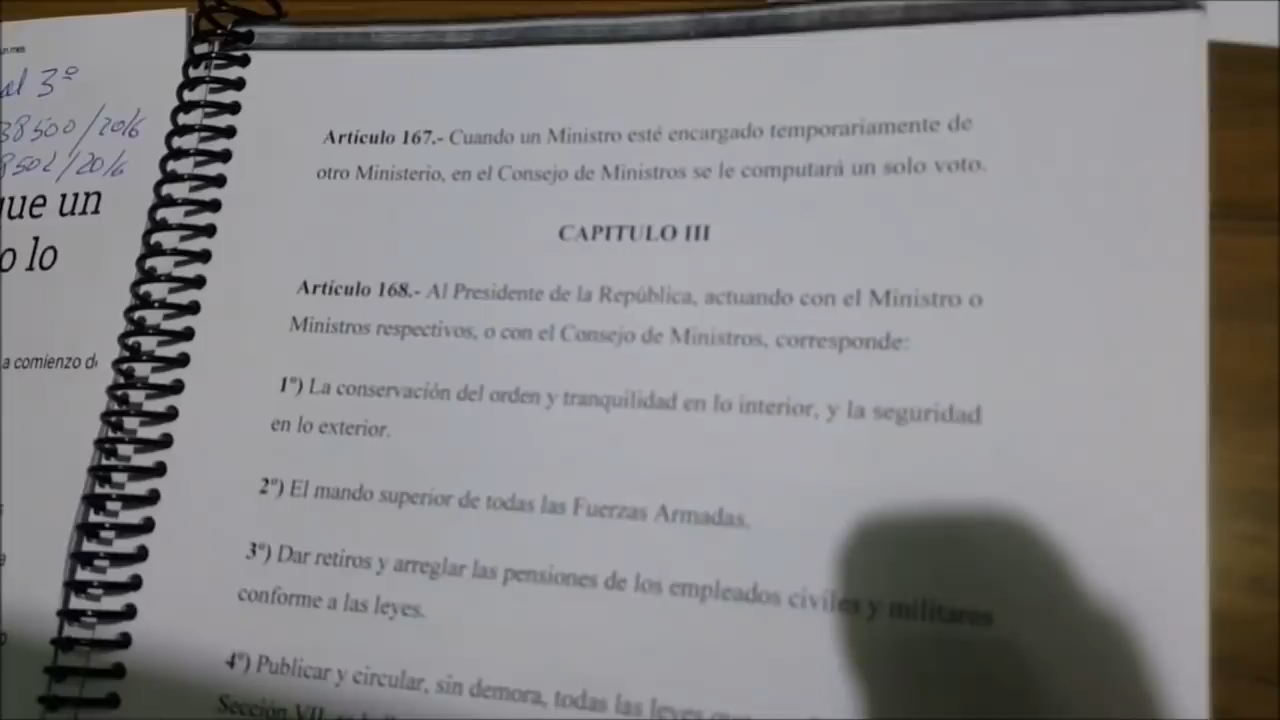 un mes
al 3º
38500/2016
8502/2016
que un
o lo
a comienzo d
Artículo 167.- Cuando un Ministro esté encargado temporariamente de
otro Ministerio, en el Consejo de Ministros se le computará un solo voto.
CAPITULO III
Artículo 168.- Al Presidente de la República, actuando con el Ministro o
Ministros respectivos, o con el Consejo de Ministros, corresponde:
1º) La conservación del orden y tranquilidad en lo interior, y la seguridad
en lo exterior.
2º) El mando superior de todas las Fuerzas Armadas.
3º) Dar retiros y arreglar las pensiones de los empleados civiles y militares
conforme a las leyes.
4º) Publicar y circular, sin demora, todas las leyes
Sección VII